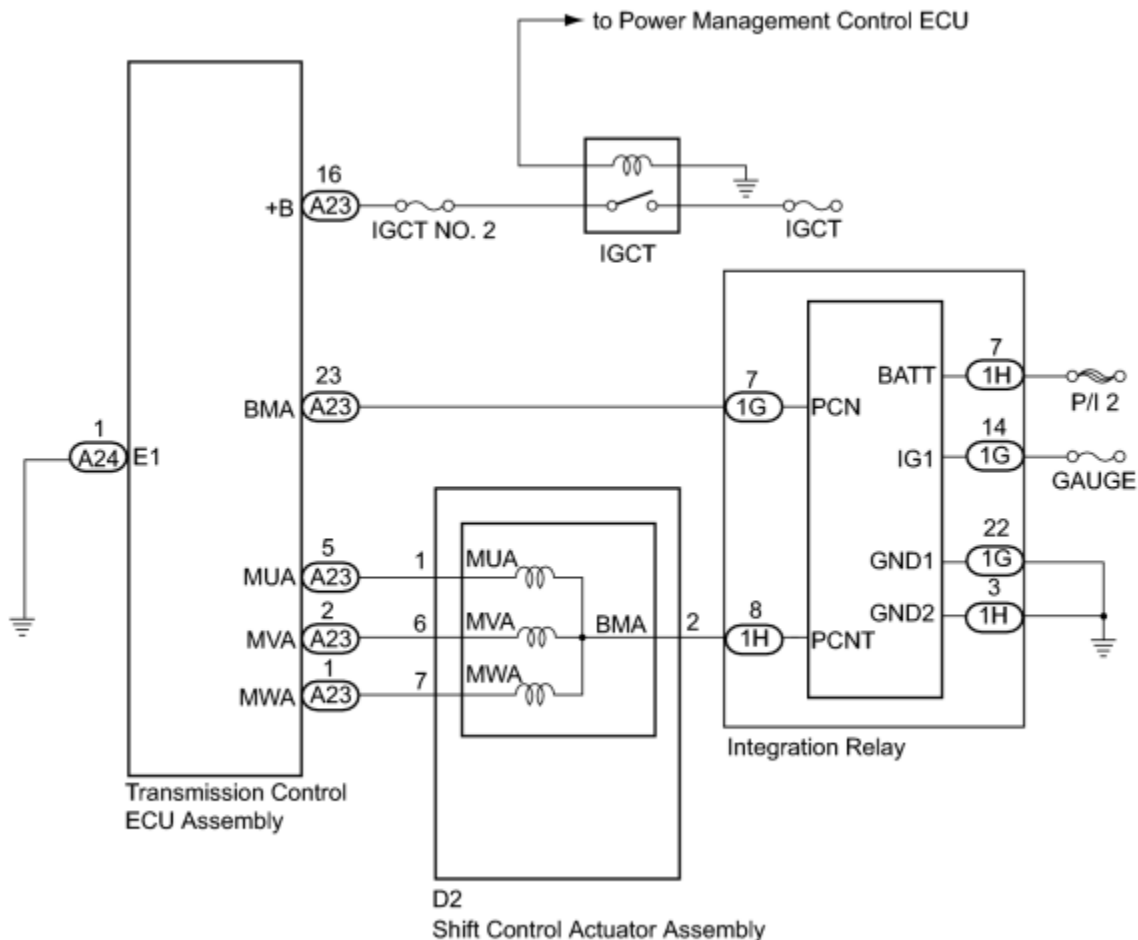 to Power Management Control ECU
16
+B
A23
IGCT NO. 2
IGCT
IGCT
23
BMA
A23
7
1G
PCN
BATT
7
1H
P/I 2
1
A24
E1
IG1
14
1G
GAUGE
MUA
5
A23
1
MUA
GND1
22
1G
MVA
2
A23
6
MVA
BMA
2
8
1H
PCNT
GND2
3
1H
MWA
1
A23
7
MWA
Integration Relay
Transmission Control
ECU Assembly
D2
Shift Control Actuator Assembly